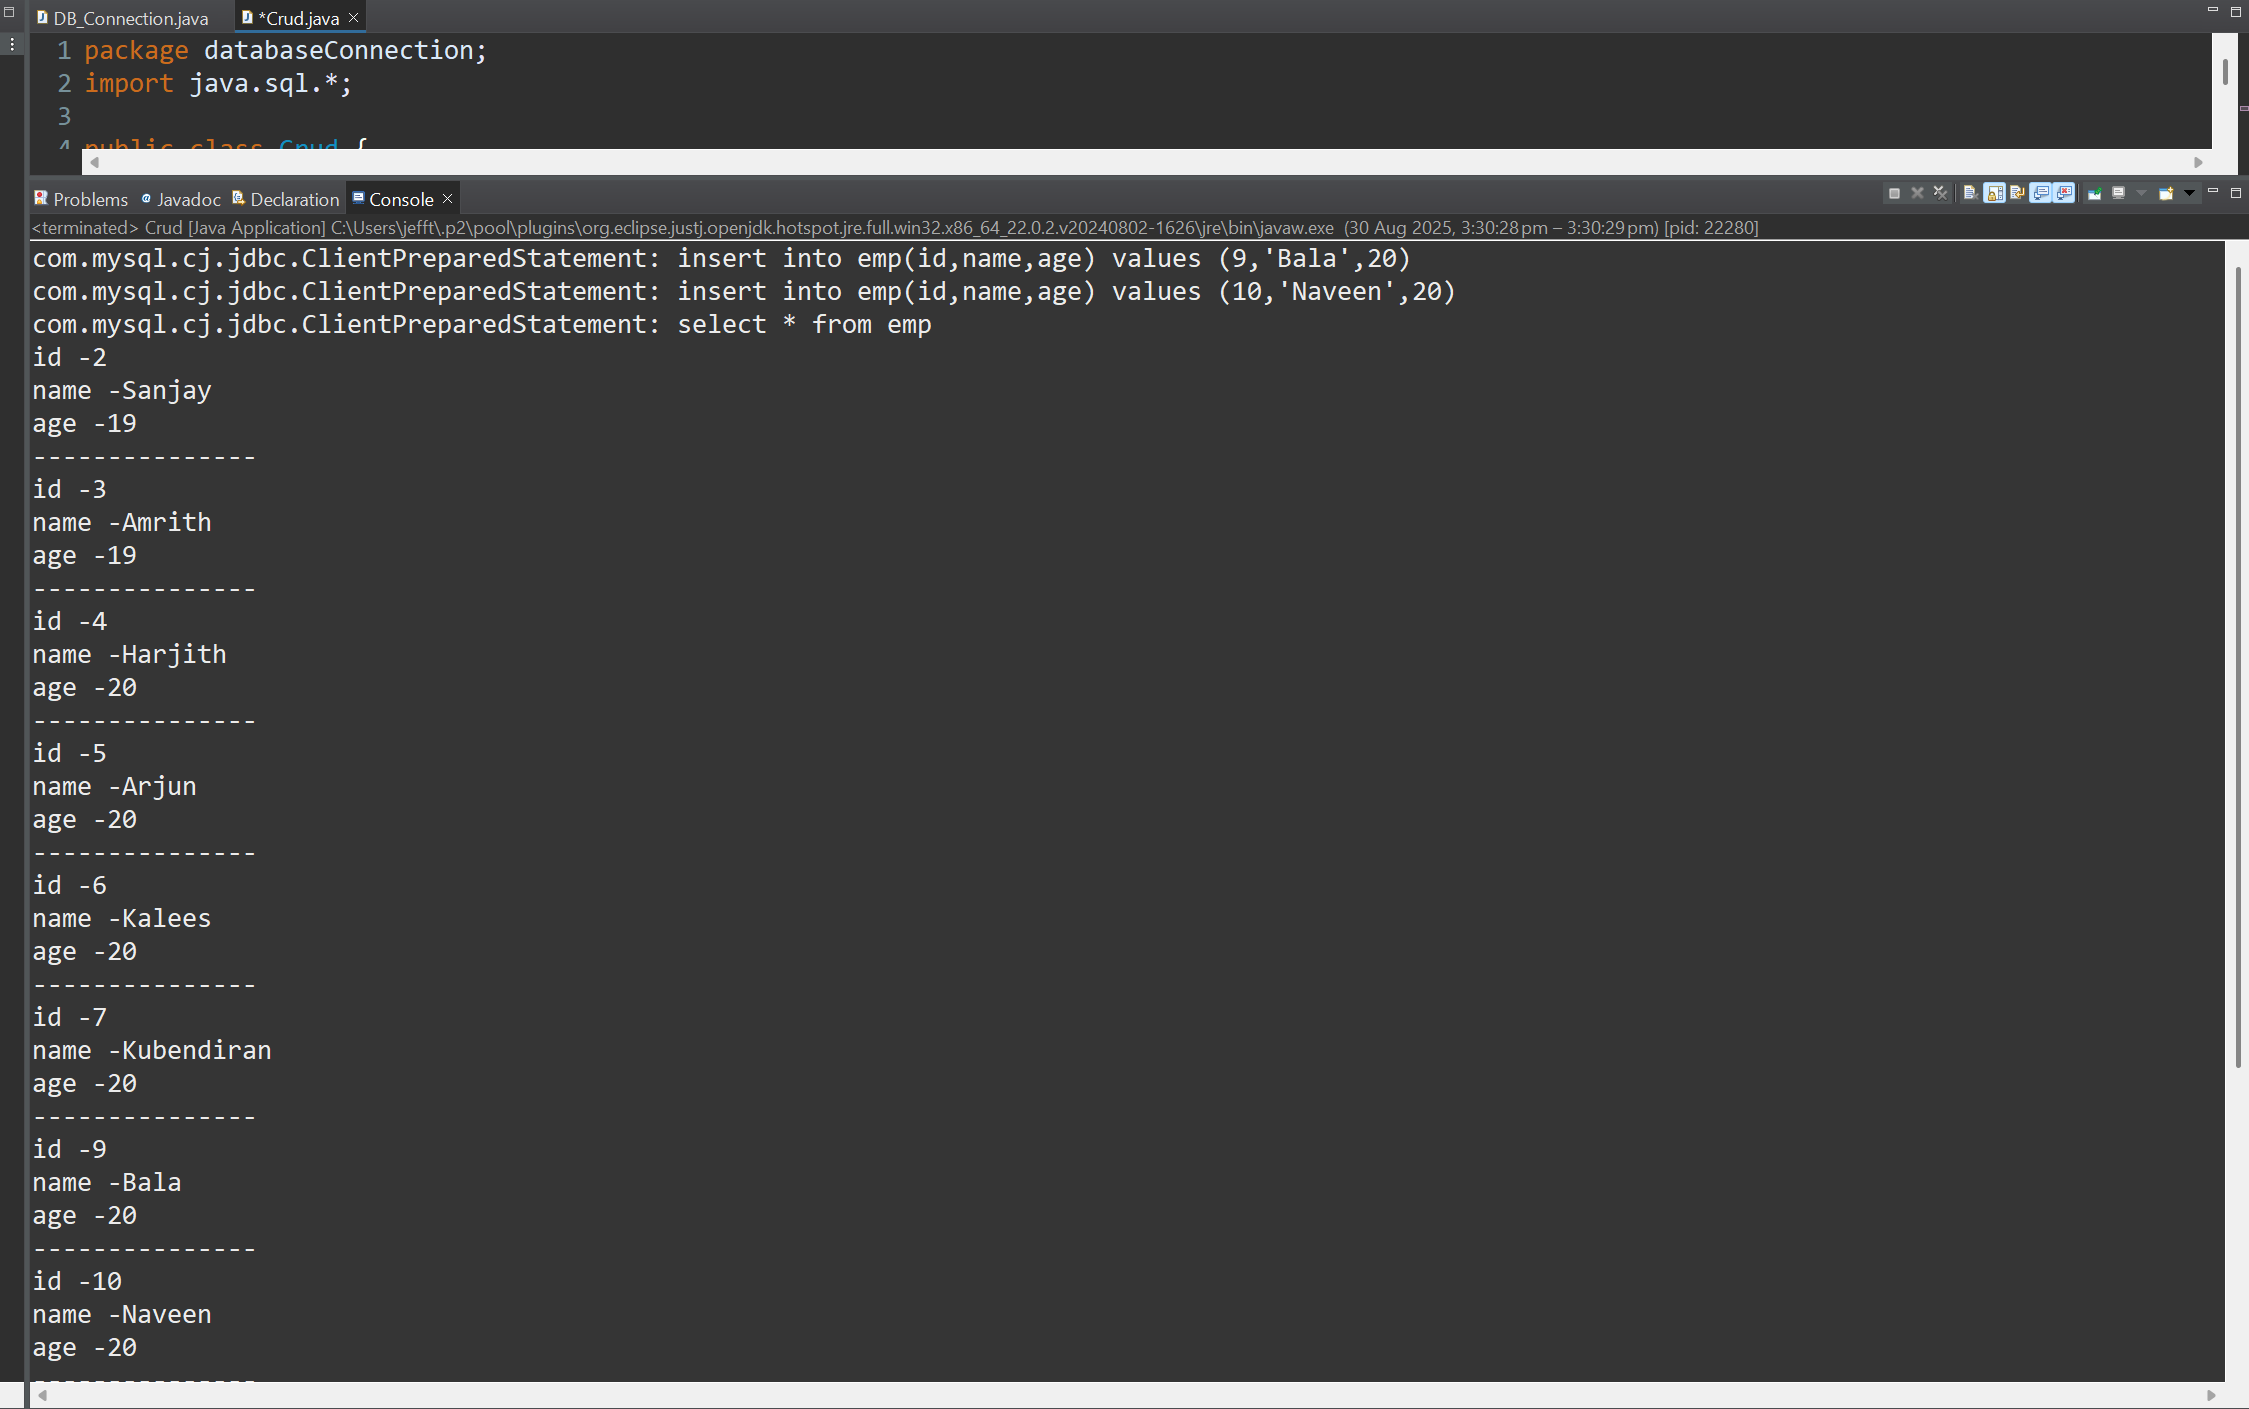 DB_Connection.java
*Crud.java
1 package databaseConnection;
2 import java.sql.*;
3
4 public class Crud {
Problems
Javadoc
Declaration
Console
<terminated> Crud [Java Application] C:\Users\jefft\.p2\pool\plugins\org.eclipse.justj.openjdk.hotspot.jre.full.win32.x86_64_22.0.2.v20240802-1626\jre\bin\javaw.exe (30 Aug 2025, 3:30:28 pm – 3:30:29 pm) [pid: 22280]
com.mysql.cj.jdbc.ClientPreparedStatement: insert into emp(id,name,age) values (9,'Bala',20)
com.mysql.cj.jdbc.ClientPreparedStatement: insert into emp(id,name,age) values (10,'Naveen',20)
com.mysql.cj.jdbc.ClientPreparedStatement: select * from emp
id -2
name -Sanjay
age -19
---------------
id -3
name -Amrith
age -19
---------------
id -4
name -Harjith
age -20
---------------
id -5
name -Arjun
age -20
---------------
id -6
name -Kalees
age -20
---------------
id -7
name -Kubendiran
age -20
---------------
id -9
name -Bala
age -20
---------------
id -10
name -Naveen
age -20
---------------